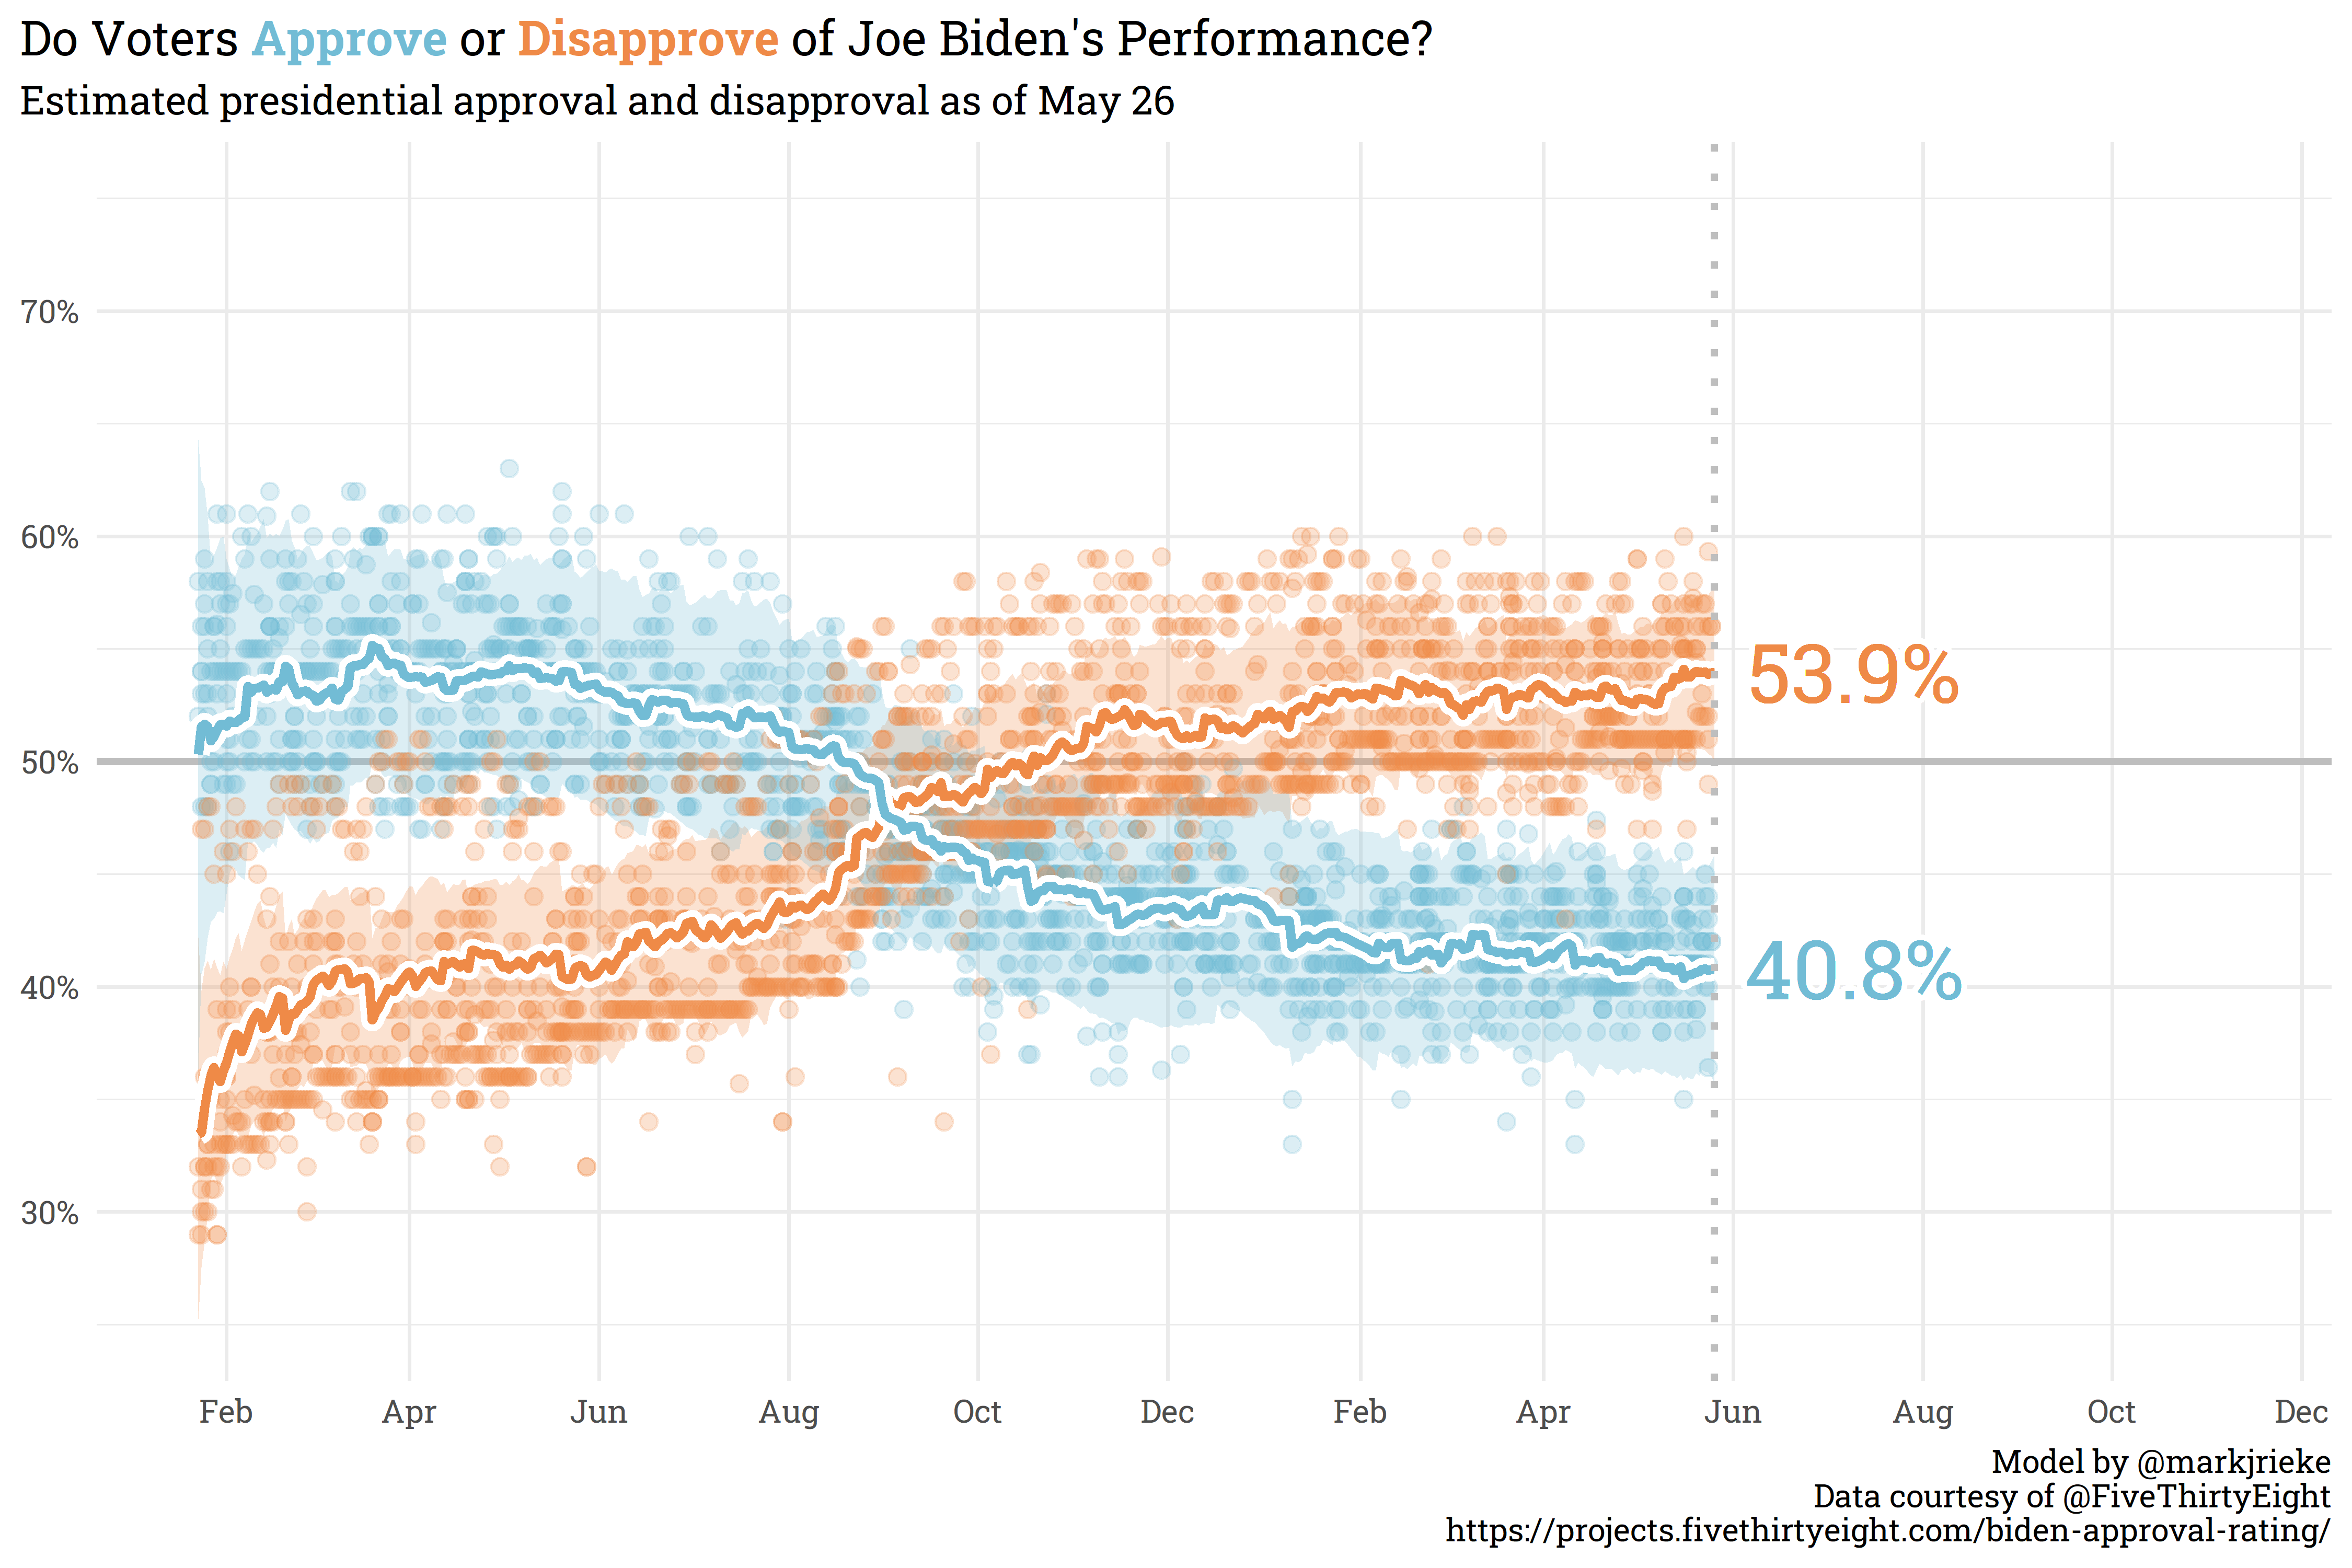 Do Voters Approve or Disapprove of Joe Biden's Performance?
Estimated presidential approval and disapproval as of May 26
70%
60%
53.9%
50%
40.8%
40%
30%
Feb Apr Jun Aug Oct Dec Feb Apr Jun Aug Oct Dec
Model by @markjrieke
Data courtesy of @FiveThirtyEight
https://projects.fivethirtyeight.com/biden-approval-rating/